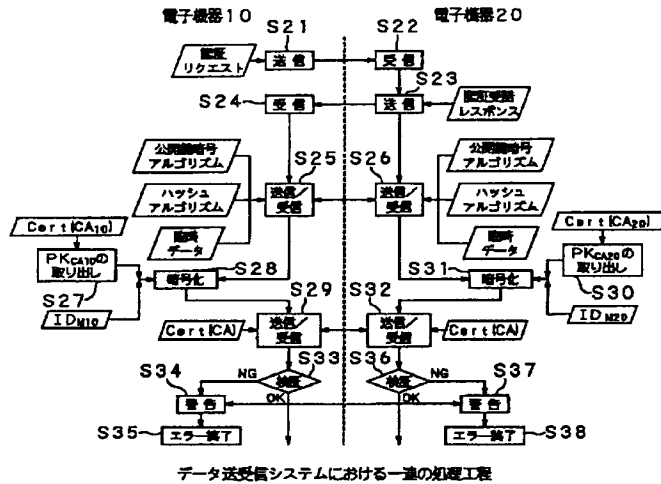 電子機器10
電子機器20
S21
S22
認証
リクエスト
送信
受信
S23
S24
受信
送信
認証受諾
レスポンス
公開鍵暗号
アルゴリズム
S25
S26
公開鍵暗号
アルゴリズム
ハッシュ
アルゴリズム
送信/
受信
送信/
受信
ハッシュ
アルゴリズム
Cert(CA10)
臨時
データ
臨時
データ
Cert(CA20)
PKCA10の
取り出し
S28
暗号化
S31
暗号化
PKCA20の
取り出し
S27
S29
S32
S30
IDM10
送信/
受信
送信/
受信
IDM20
Cert(CA)
Cert(CA)
S33
S36
S34
NG
検証
検証
NG
S37
OK
OK
警告
警告
S35
エラー終了
エラー終了
S38
データ送受信システムにおける一連の処理工程